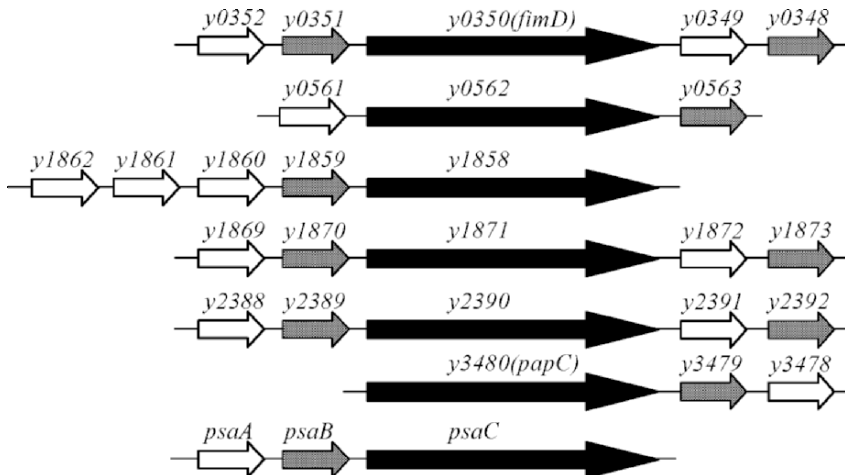 y0352 y0351 y0350(fimD) y0349 y0348
y0561 y0562 y0563
y1862 y1861 y1860 y1859 y1858
y1869 y1870 y1871 y1872 y1873
y2388 y2389 y2390 y2391 y2392
y3480(papC) y3479 y3478
psaA psaB psaC